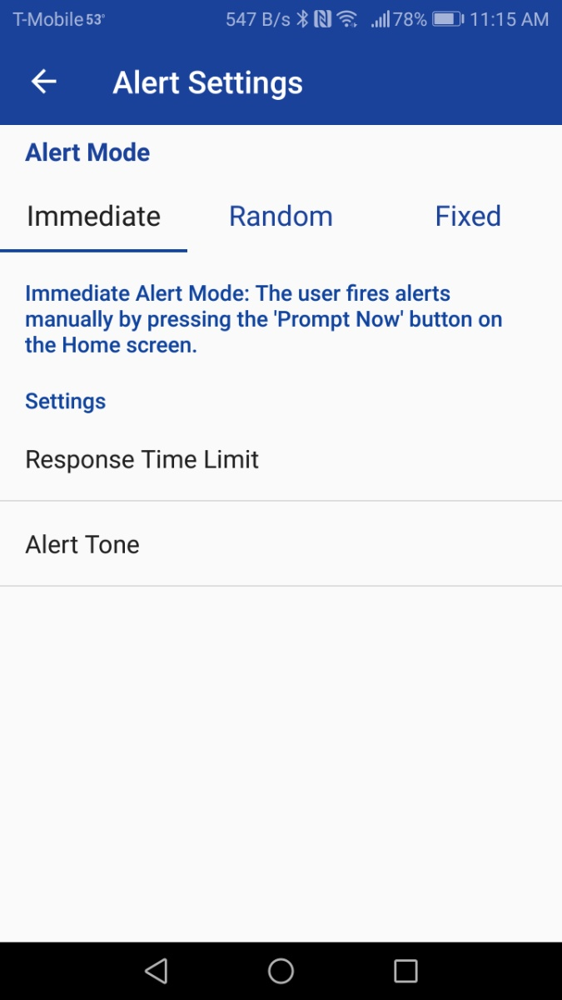 T-Mobile 53° 547 B/s 78% 11:15 AM
Alert Settings
Alert Mode
Immediate Random Fixed
Immediate Alert Mode: The user fires alerts
manually by pressing the 'Prompt Now' button on
the Home screen.
Settings
Response Time Limit
Alert Tone